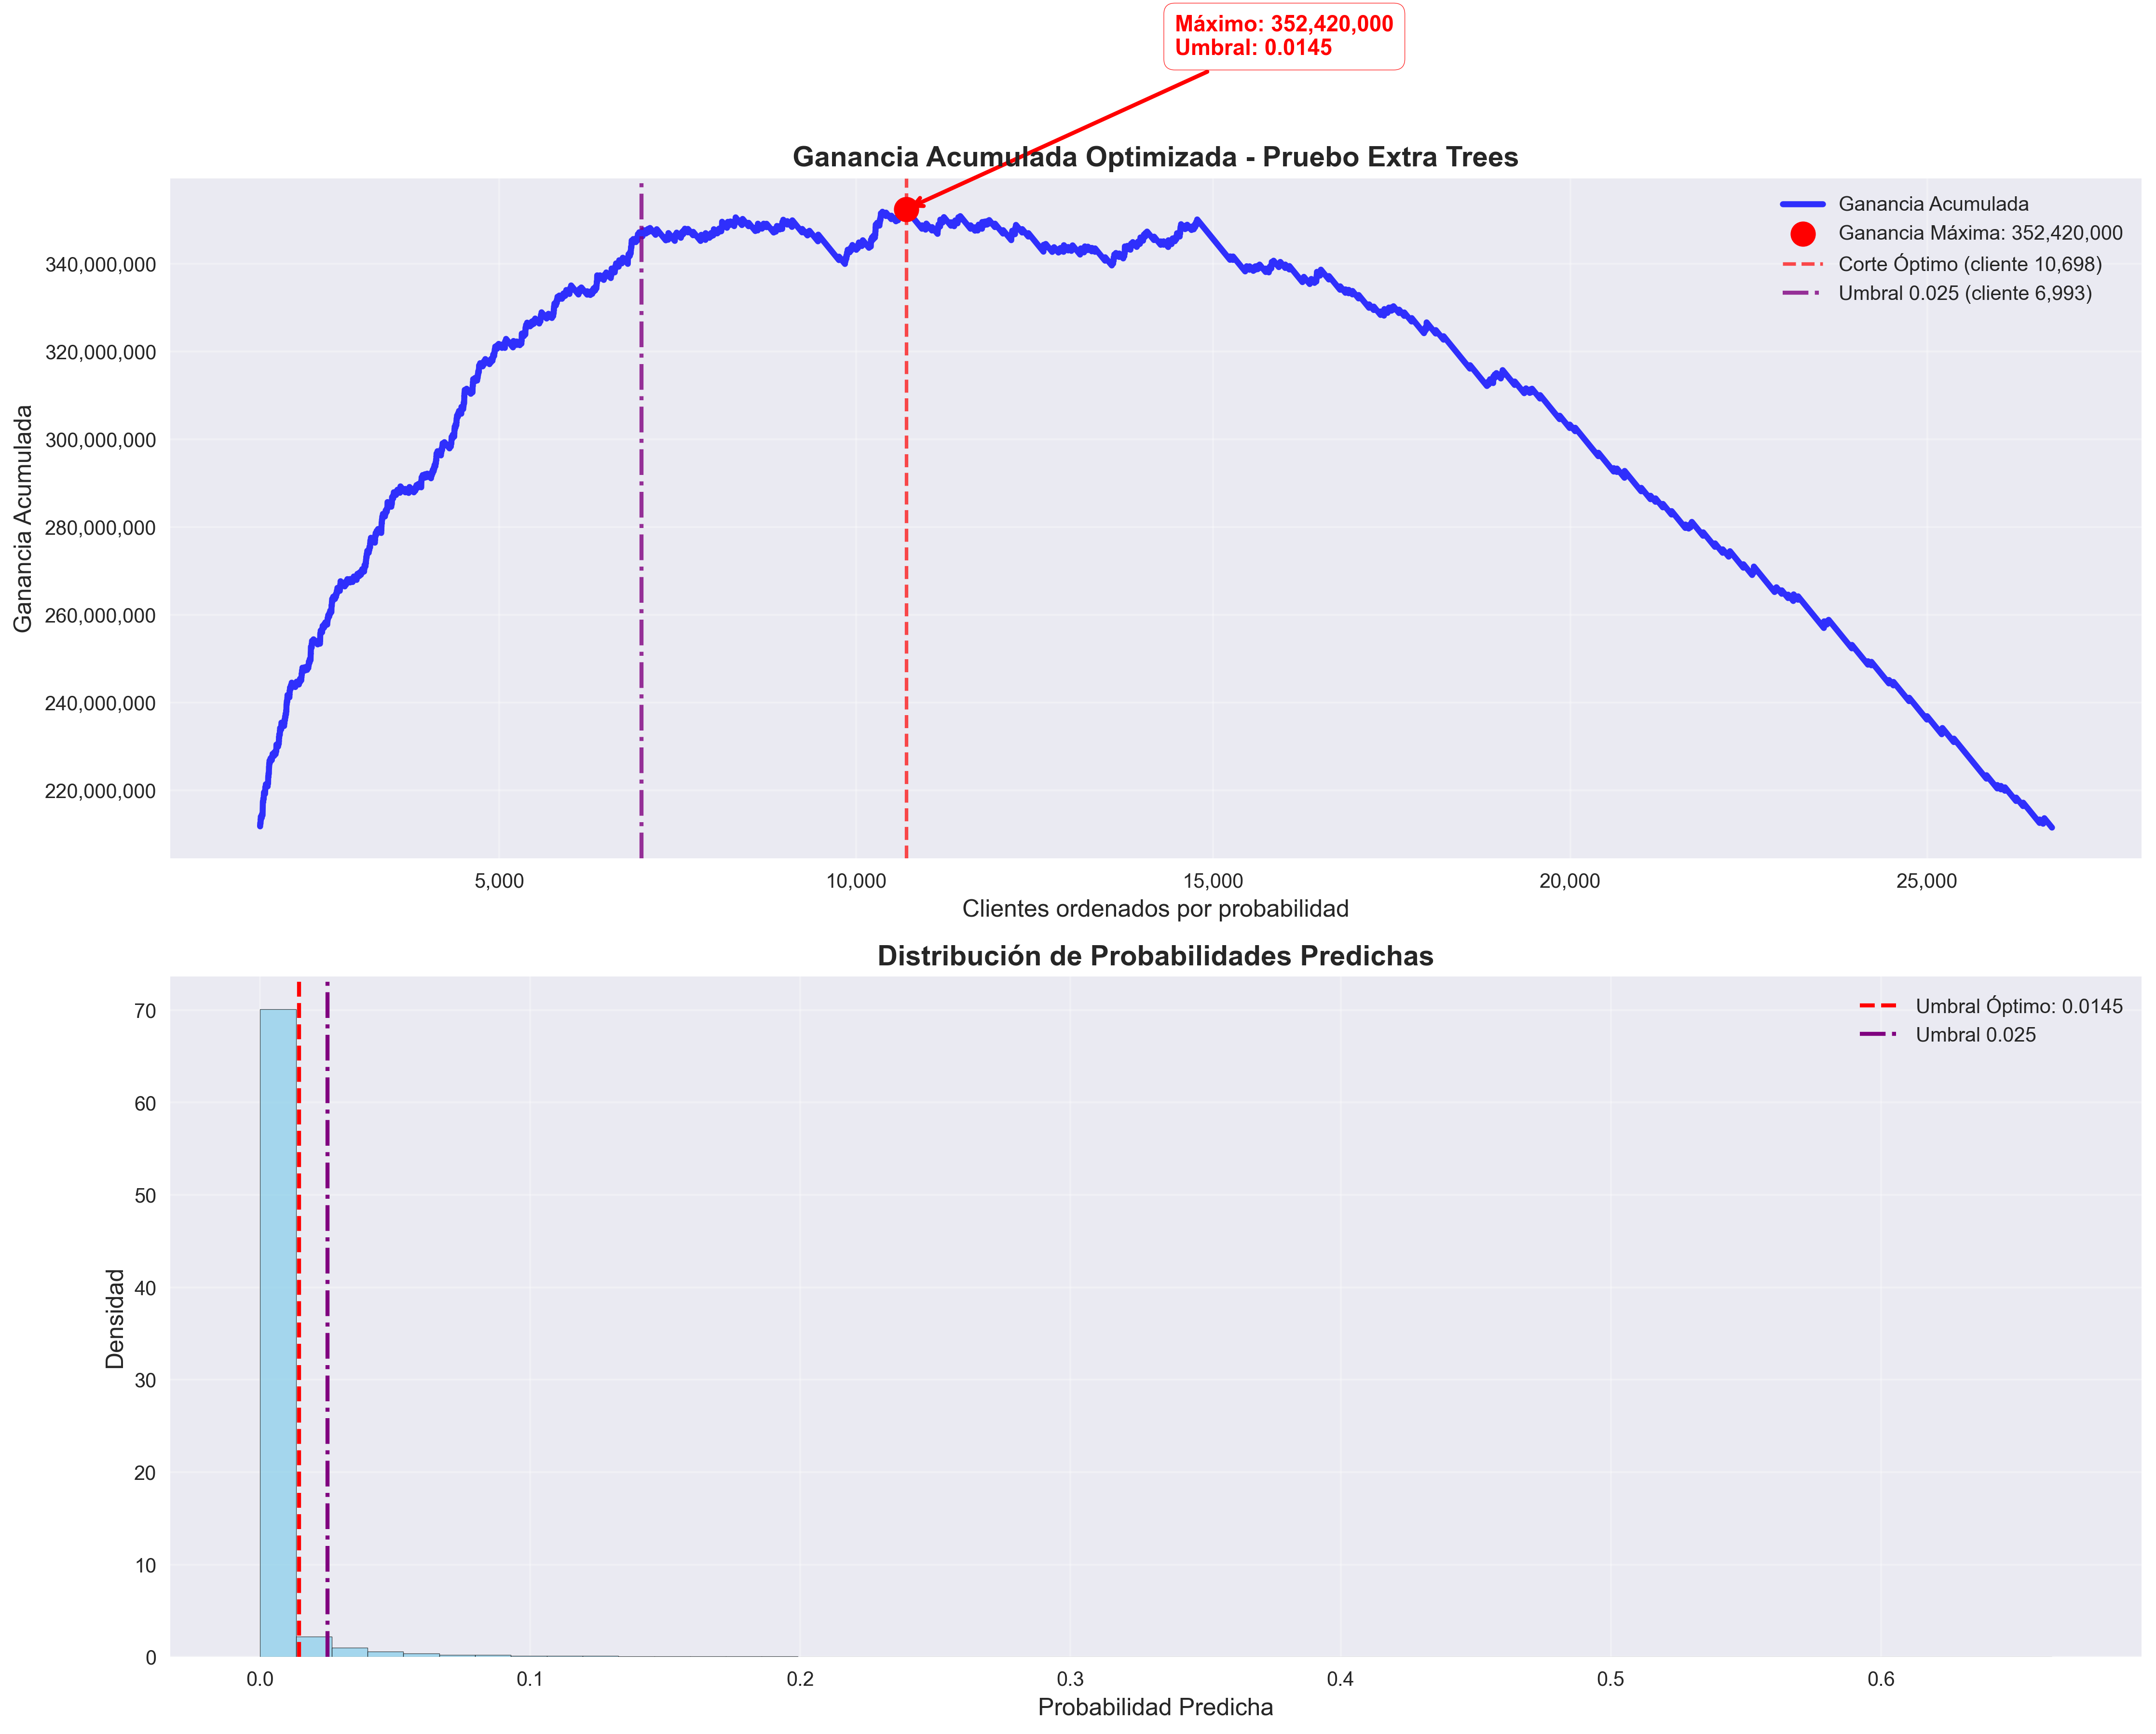 Máximo: 352,420,000
Umbral: 0.0145
Ganancia Acumulada Optimizada - Pruebo Extra Trees
Ganancia Acumulada
Ganancia Máxima: 352,420,000
Corte Óptimo (cliente 10,698)
Umbral 0.025 (cliente 6,993)
Ganancia Acumulada
340,000,000
320,000,000
300,000,000
280,000,000
260,000,000
240,000,000
220,000,000
5,000 10,000 15,000 20,000 25,000
Clientes ordenados por probabilidad
Distribución de Probabilidades Predichas
Umbral Óptimo: 0.0145
Umbral 0.025
Densidad
70
60
50
40
30
20
10
0
0.0 0.1 0.2 0.3 0.4 0.5 0.6
Probabilidad Predicha